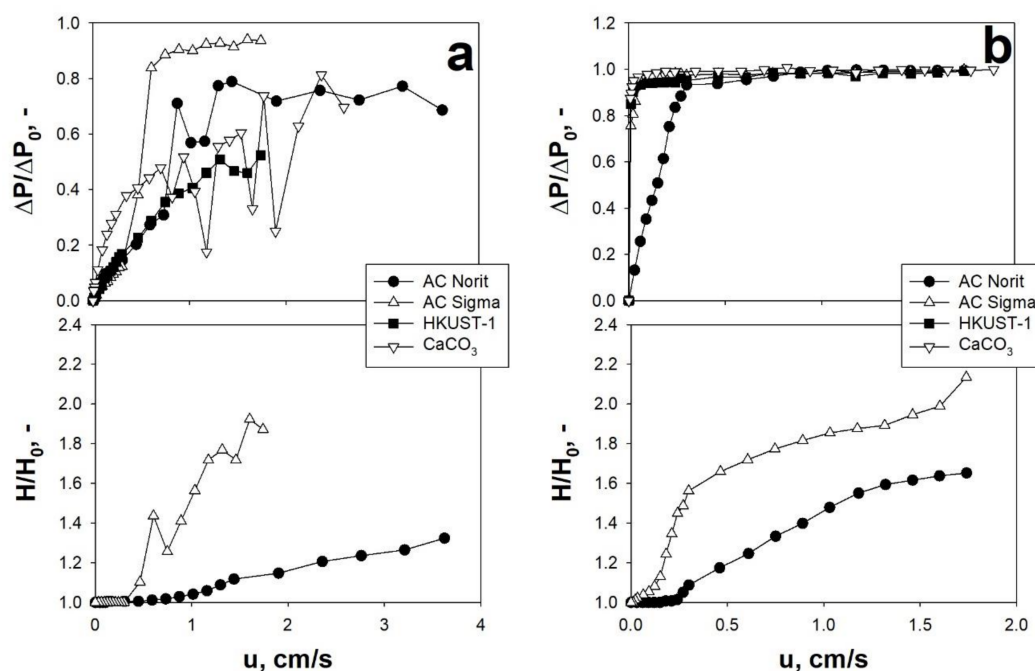 a
1.0
0.8
0.6
0.4
0.2
0.0
ΔP/ΔP₀, -
b
1.2
1.0
0.8
0.6
0.4
0.2
0.0
ΔP/ΔP₀, -
AC Norit
AC Sigma
HKUST-1
CaCO₃
AC Norit
AC Sigma
HKUST-1
CaCO₃
2.4
2.2
2.0
1.8
1.6
1.4
1.2
1.0
H/H₀, -
0 1 2 3 4
u, cm/s
2.4
2.2
2.0
1.8
1.6
1.4
1.2
1.0
H/H₀, -
0.0 0.5 1.0 1.5 2.0
u, cm/s